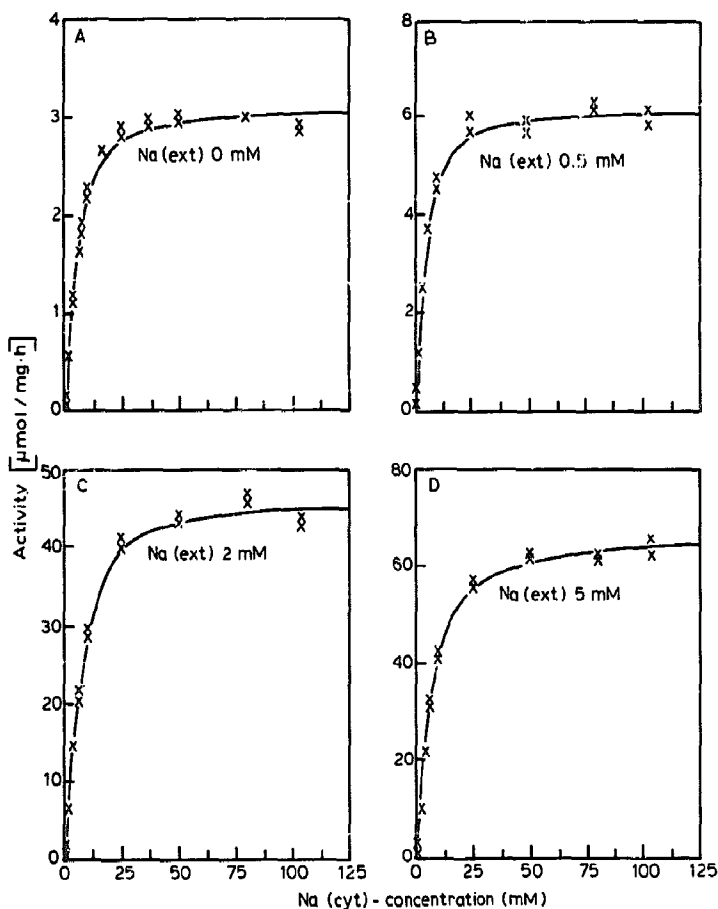 A
4
3
2
1
0
Na (ext) 0 mM
B
8
6
4
2
0
Na (ext) 0.5 mM
Activity [μmol / mg·h]
C
50
40
30
20
10
0
Na (ext) 2 mM
0 25 50 75 100 125
D
80
60
40
20
0
Na (ext) 5 mM
0 25 50 75 100 125
Na (cyt) - concentration (mM)